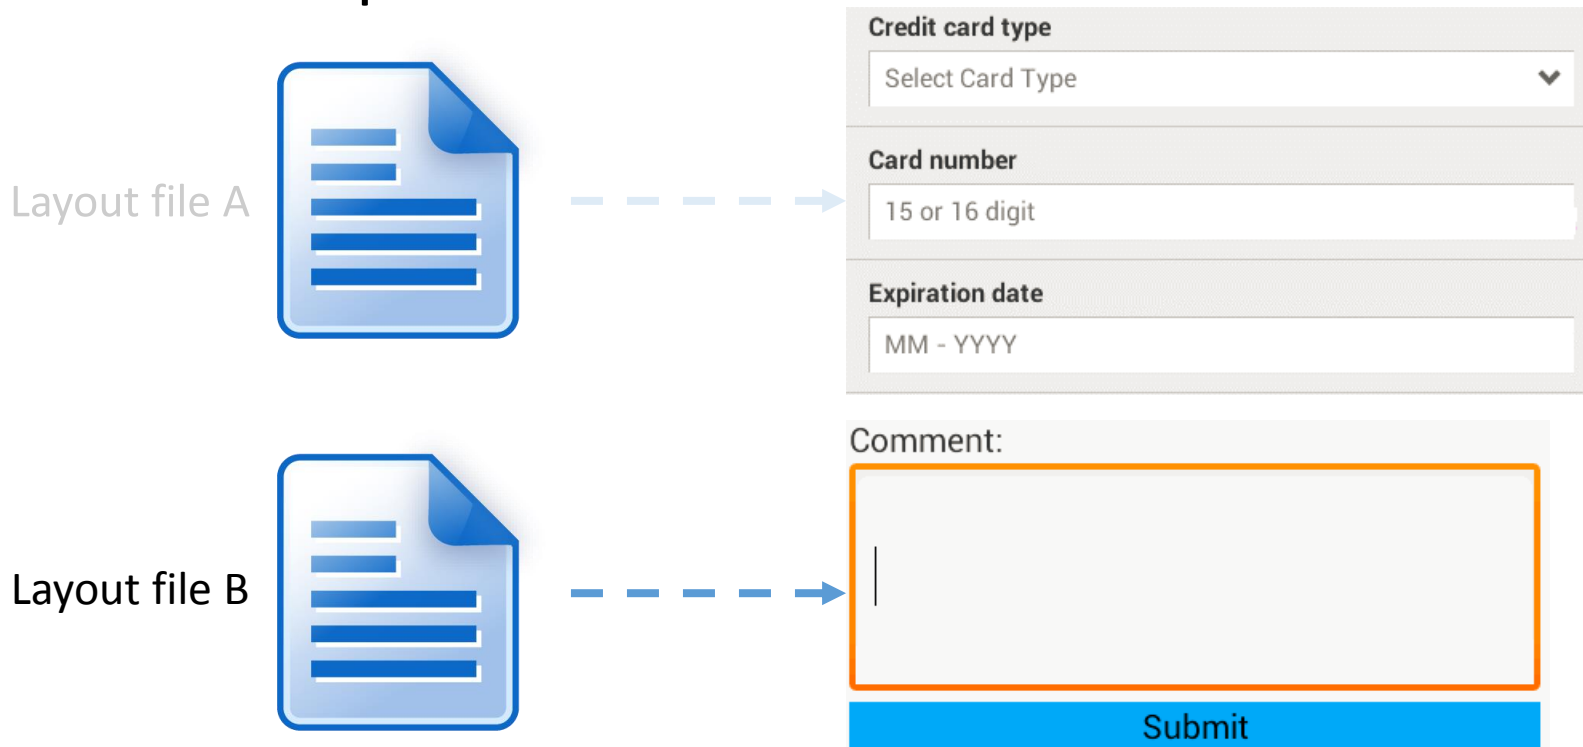 Credit card type
Select Card Type
Card number
15 or 16 digit
Expiration date
MM - YYYY
Layout file A
Comment:
Layout file B
Submit